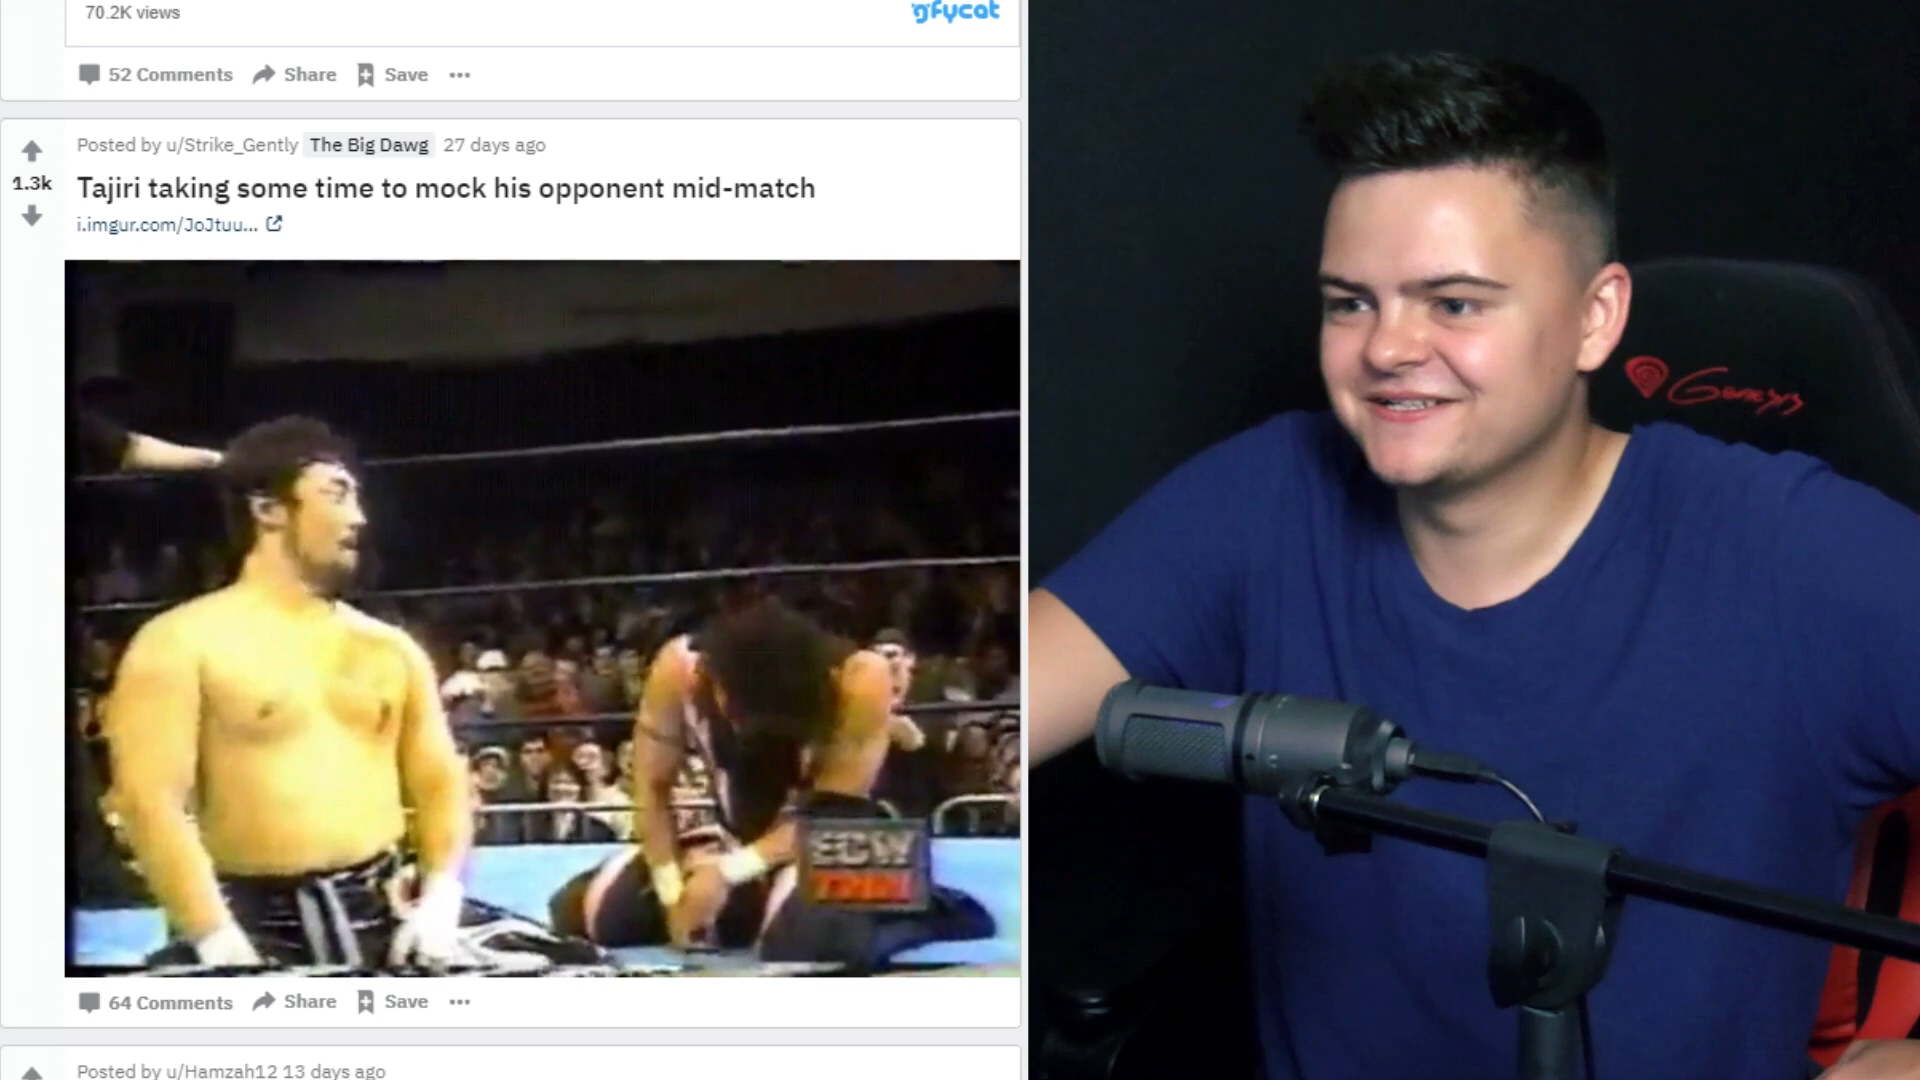 70.2K views
gfycat
52 Comments Share Save
Posted by u/Strike_Gently The Big Dawg 27 days ago
1.3k
Tajiri taking some time to mock his opponent mid-match
i.imgur.com/JoJtuu...
ECW
Genesis
64 Comments Share Save
Posted by u/Hamzah12 13 days ago